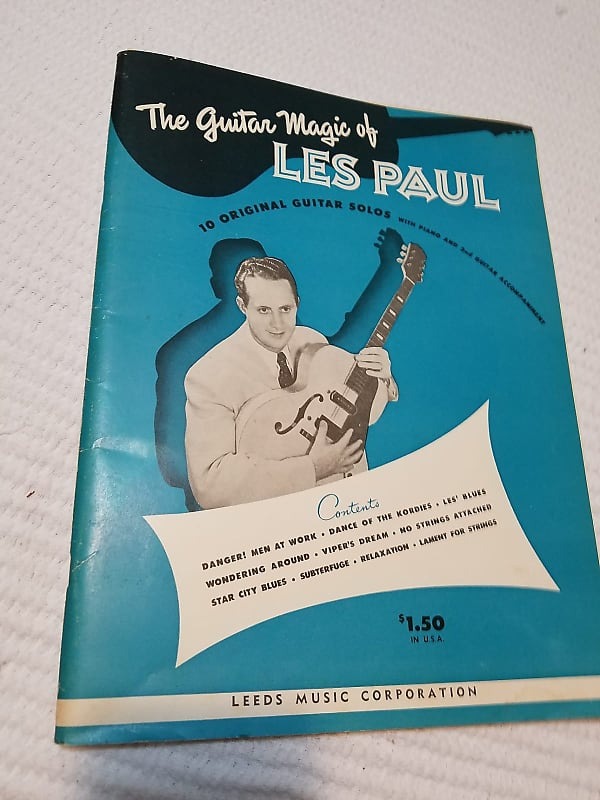 The Guitar Magic of
LES PAUL
10 ORIGINAL GUITAR SOLOS WITH PIANO AND 2nd GUITAR ACCOMPANIMENT
Contents
DANGER! MEN AT WORK • DANCE OF THE KORDIES • LES' BLUES
WONDERING AROUND • VIPER'S DREAM • NO STRINGS ATTACHED
STAR CITY BLUES • SUBTERFUGE • RELAXATION • LAMENT FOR STRINGS
$1.50
IN U.S.A.
LEEDS MUSIC CORPORATION